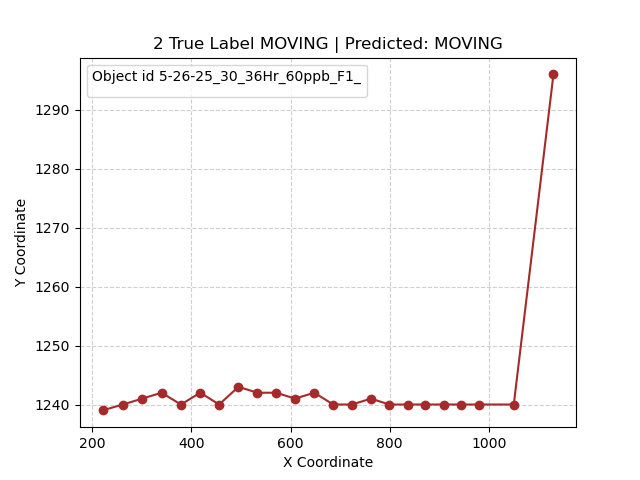 2 True Label MOVING | Predicted: MOVING
Object id 5-26-25_30_36Hr_60ppb_F1_
1290
1280
1270
1260
1250
1240
Y Coordinate
200 400 600 800 1000
X Coordinate